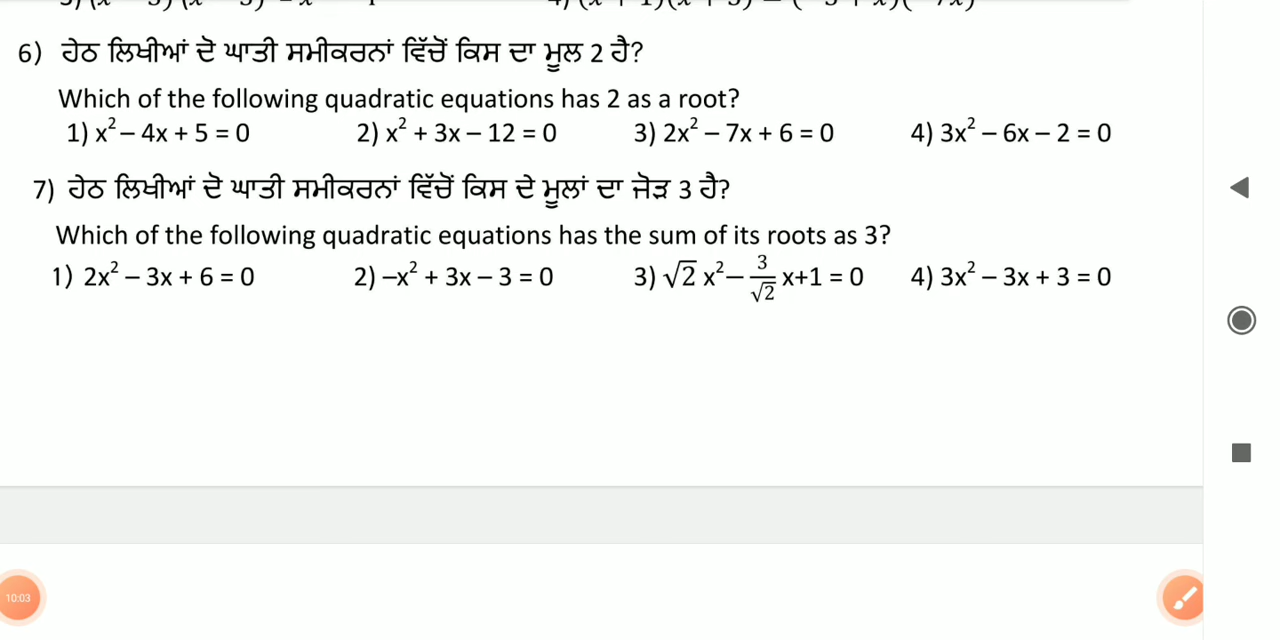 6) ਹੇਠ ਲਿਖੀਆਂ ਦੋ ਘਾਤੀ ਸਮੀਕਰਨਾਂ ਵਿੱਚੋਂ ਕਿਸ ਦਾ ਮੂਲ 2 ਹੈ?
Which of the following quadratic equations has 2 as a root?
1) x² – 4x + 5 = 0 2) x² + 3x – 12 = 0 3) 2x² – 7x + 6 = 0 4) 3x² – 6x – 2 = 0
7) ਹੇਠ ਲਿਖੀਆਂ ਦੋ ਘਾਤੀ ਸਮੀਕਰਨਾਂ ਵਿੱਚੋਂ ਕਿਸ ਦੇ ਮੂਲਾਂ ਦਾ ਜੋੜ 3 ਹੈ?
Which of the following quadratic equations has the sum of its roots as 3?
1) 2x² – 3x + 6 = 0 2) –x² + 3x – 3 = 0 3) √2 x² – 3/√2 x+1 = 0 4) 3x² – 3x + 3 = 0
10:03